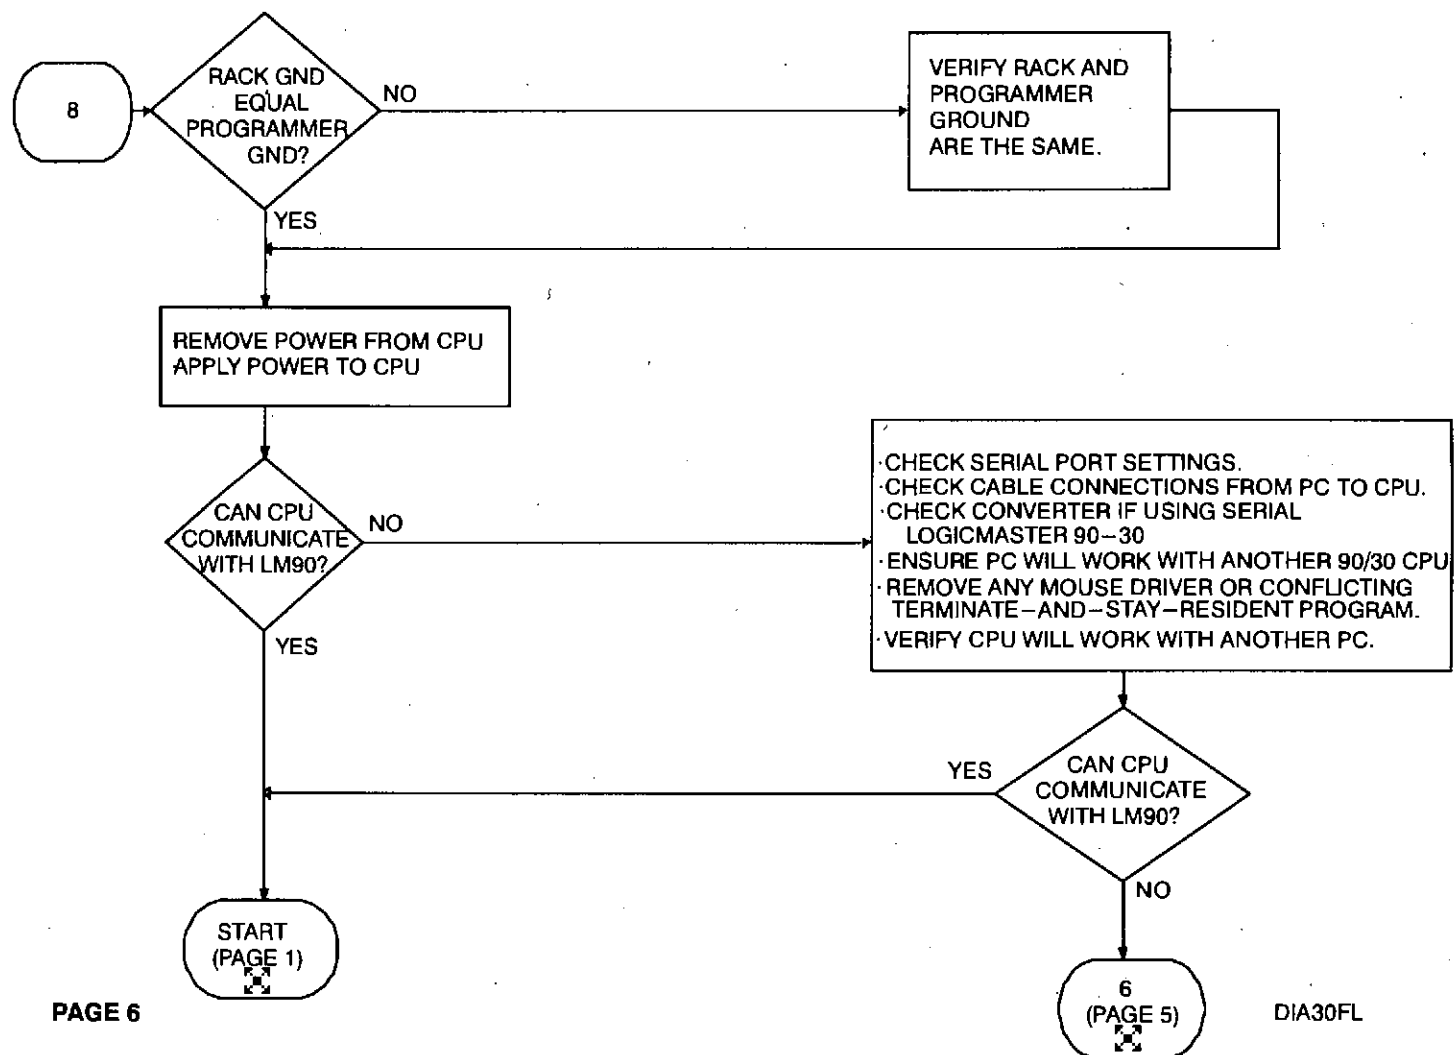 8
RACK GND
EQUAL
PROGRAMMER
GND?
NO
VERIFY RACK AND
PROGRAMMER
GROUND
ARE THE SAME.
YES
REMOVE POWER FROM CPU
APPLY POWER TO CPU
CAN CPU
COMMUNICATE
WITH LM90?
NO
·CHECK SERIAL PORT SETTINGS.
·CHECK CABLE CONNECTIONS FROM PC TO CPU.
·CHECK CONVERTER IF USING SERIAL
LOGICMASTER 90–30
·ENSURE PC WILL WORK WITH ANOTHER 90/30 CPU
·REMOVE ANY MOUSE DRIVER OR CONFLICTING
TERMINATE–AND–STAY–RESIDENT PROGRAM.
·VERIFY CPU WILL WORK WITH ANOTHER PC.
YES
YES
CAN CPU
COMMUNICATE
WITH LM90?
NO
START
(PAGE 1)
6
(PAGE 5)
PAGE 6
DIA30FL